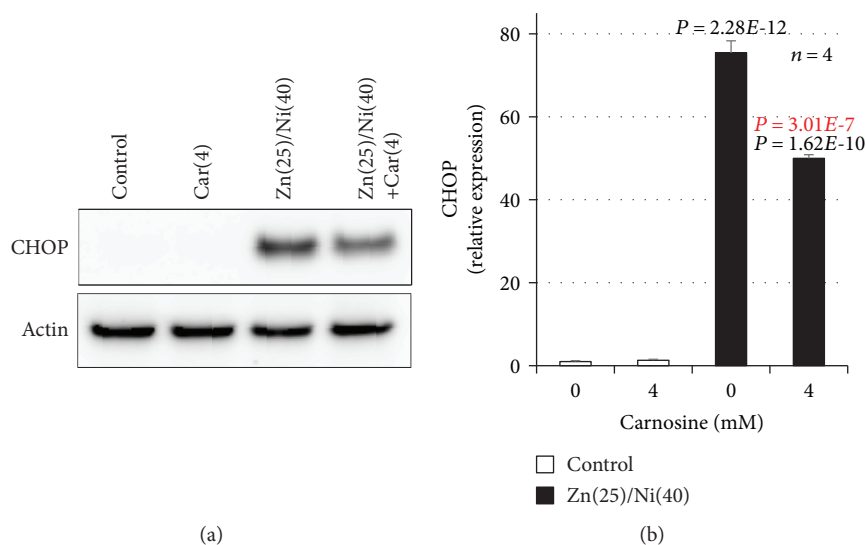 Control
Car(4)
Zn(25)/Ni(40)
Zn(25)/Ni(40)
+Car(4)
CHOP
Actin
(a)
CHOP
(relative expression)
80
60
40
20
0
P = 2.28E-12
n = 4
P = 3.01E-7
P = 1.62E-10
0
4
0
4
Carnosine (mM)
Control
Zn(25)/Ni(40)
(b)